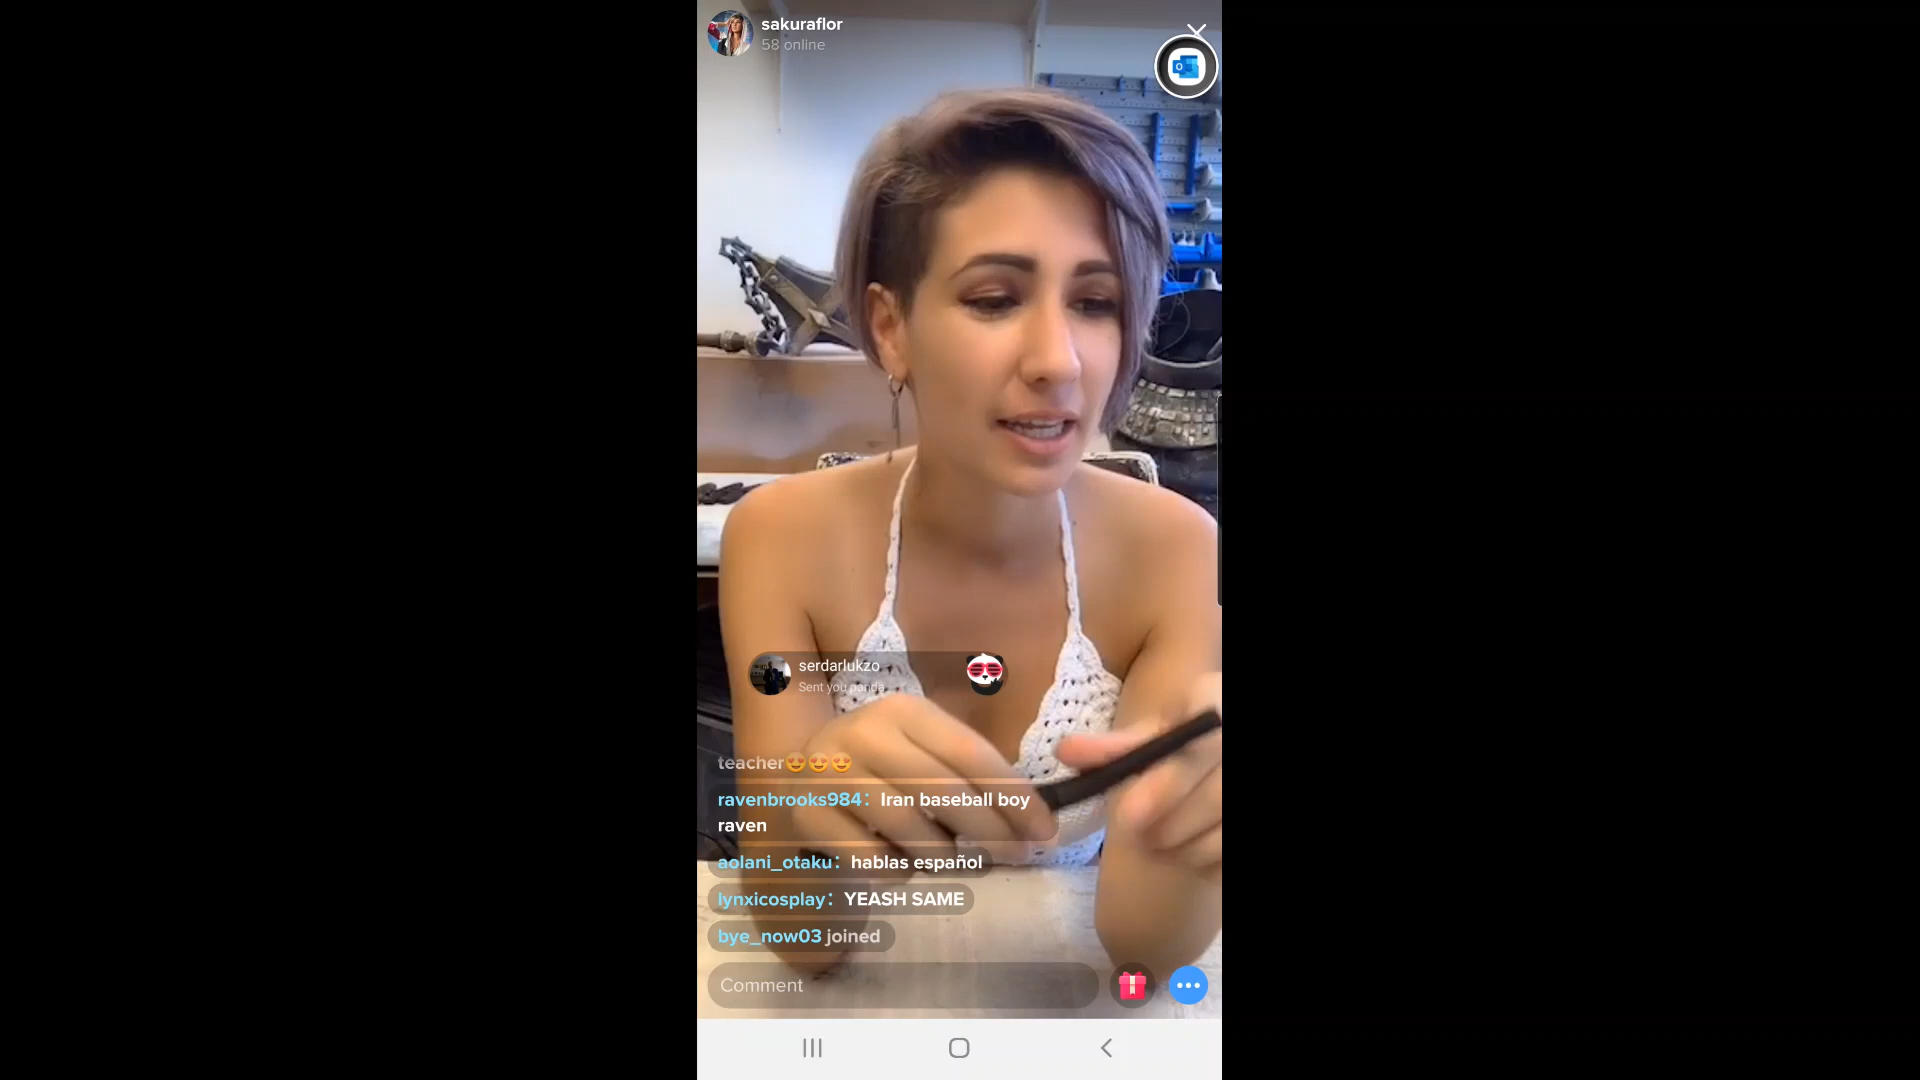 sakuraflor
58 online
serdarlukzo
Sent you panda
teacher😍😍😍
ravenbrooks984: Iran baseball boy
raven
aolani_otaku: hablas español
lynxicosplay: YEASH SAME
bye_now03 joined
Comment